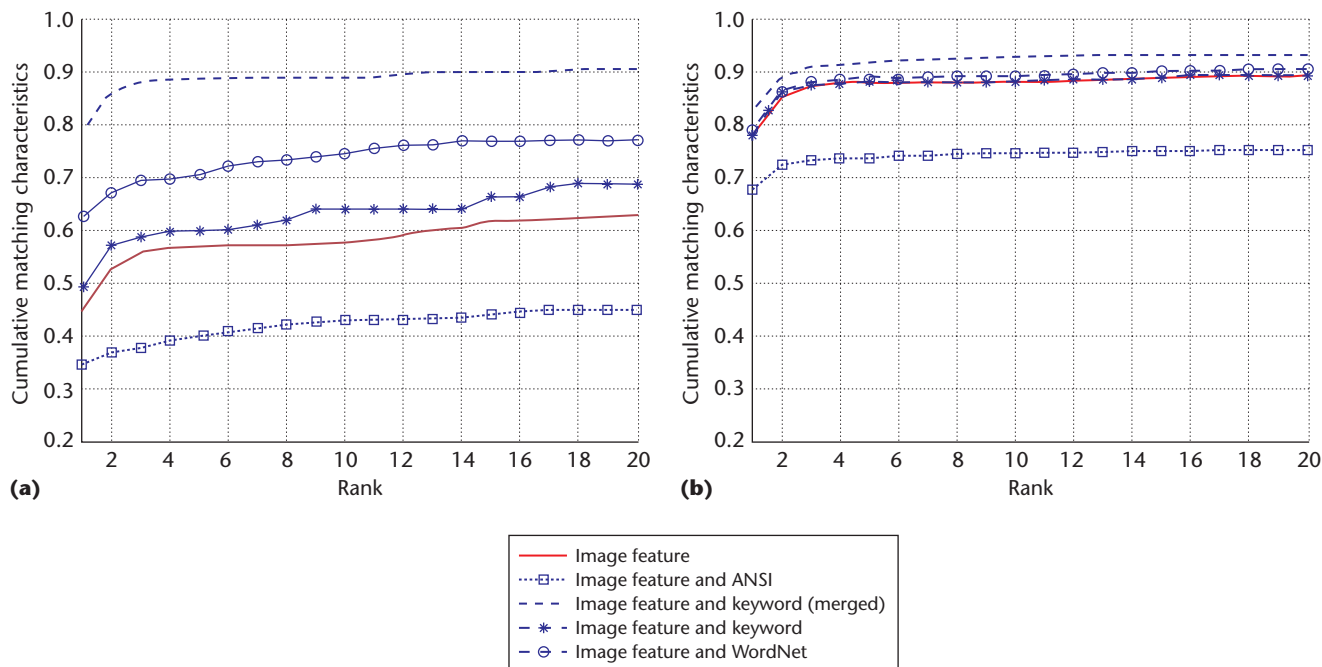 Cumulative matching characteristics
1.0
0.9
0.8
0.7
0.6
0.5
0.4
0.3
0.2
2 4 6 8 10 12 14 16 18 20
(a)
Rank
Cumulative matching characteristics
1.0
0.9
0.8
0.7
0.6
0.5
0.4
0.3
0.2
2 4 6 8 10 12 14 16 18 20
(b)
Rank
Image feature
Image feature and ANSI
Image feature and keyword (merged)
Image feature and keyword
Image feature and WordNet